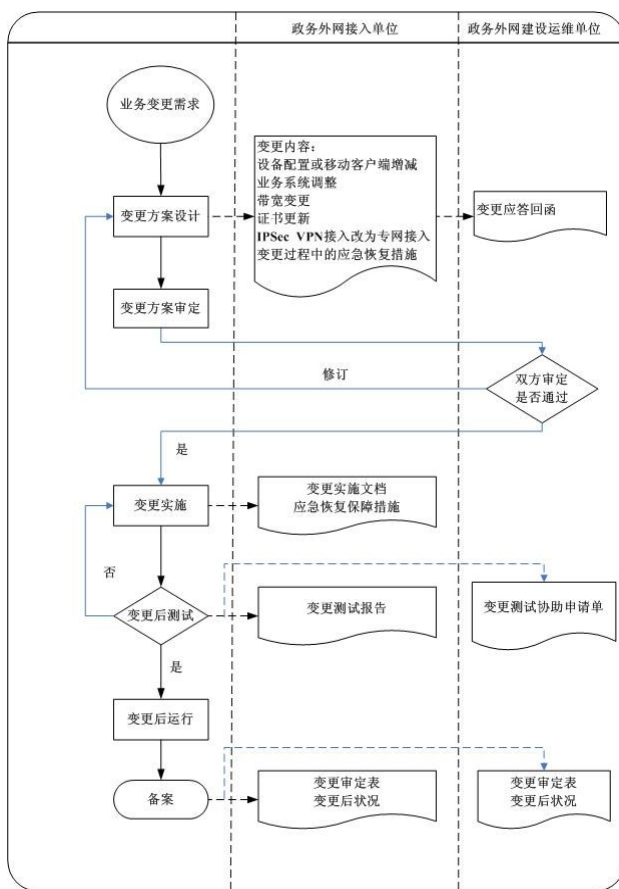 政务外网接入单位
政务外网建设运维单位
业务变更需求
变更内容：
设备配置或移动客户端增减
业务系统调整
带宽变更
证书更新
IPSec VPN接入改为专网接入
变更过程中的应急恢复措施
变更方案设计
变更应答回函
变更方案审定
修订
双方审定
是否通过
是
变更实施
变更实施文档
应急恢复保障措施
否
变更后测试
变更测试报告
变更测试协助申请单
是
变更后运行
备案
变更审定表
变更后状况
变更审定表
变更后状况